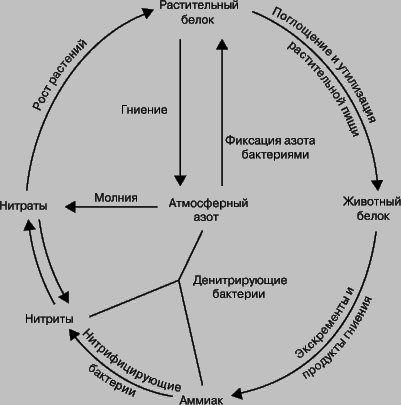 Растительный
белок
Поглощение и утилизация
растительной пищи
Рост растений
Гниение
Фиксация азота
бактериями
Нитраты
Молния
Атмосферный
азот
Животный
белок
Денитрирующие
бактерии
Нитриты
Нитрифицирующие
бактерии
Экскременты и
продукты гниения
Аммиак